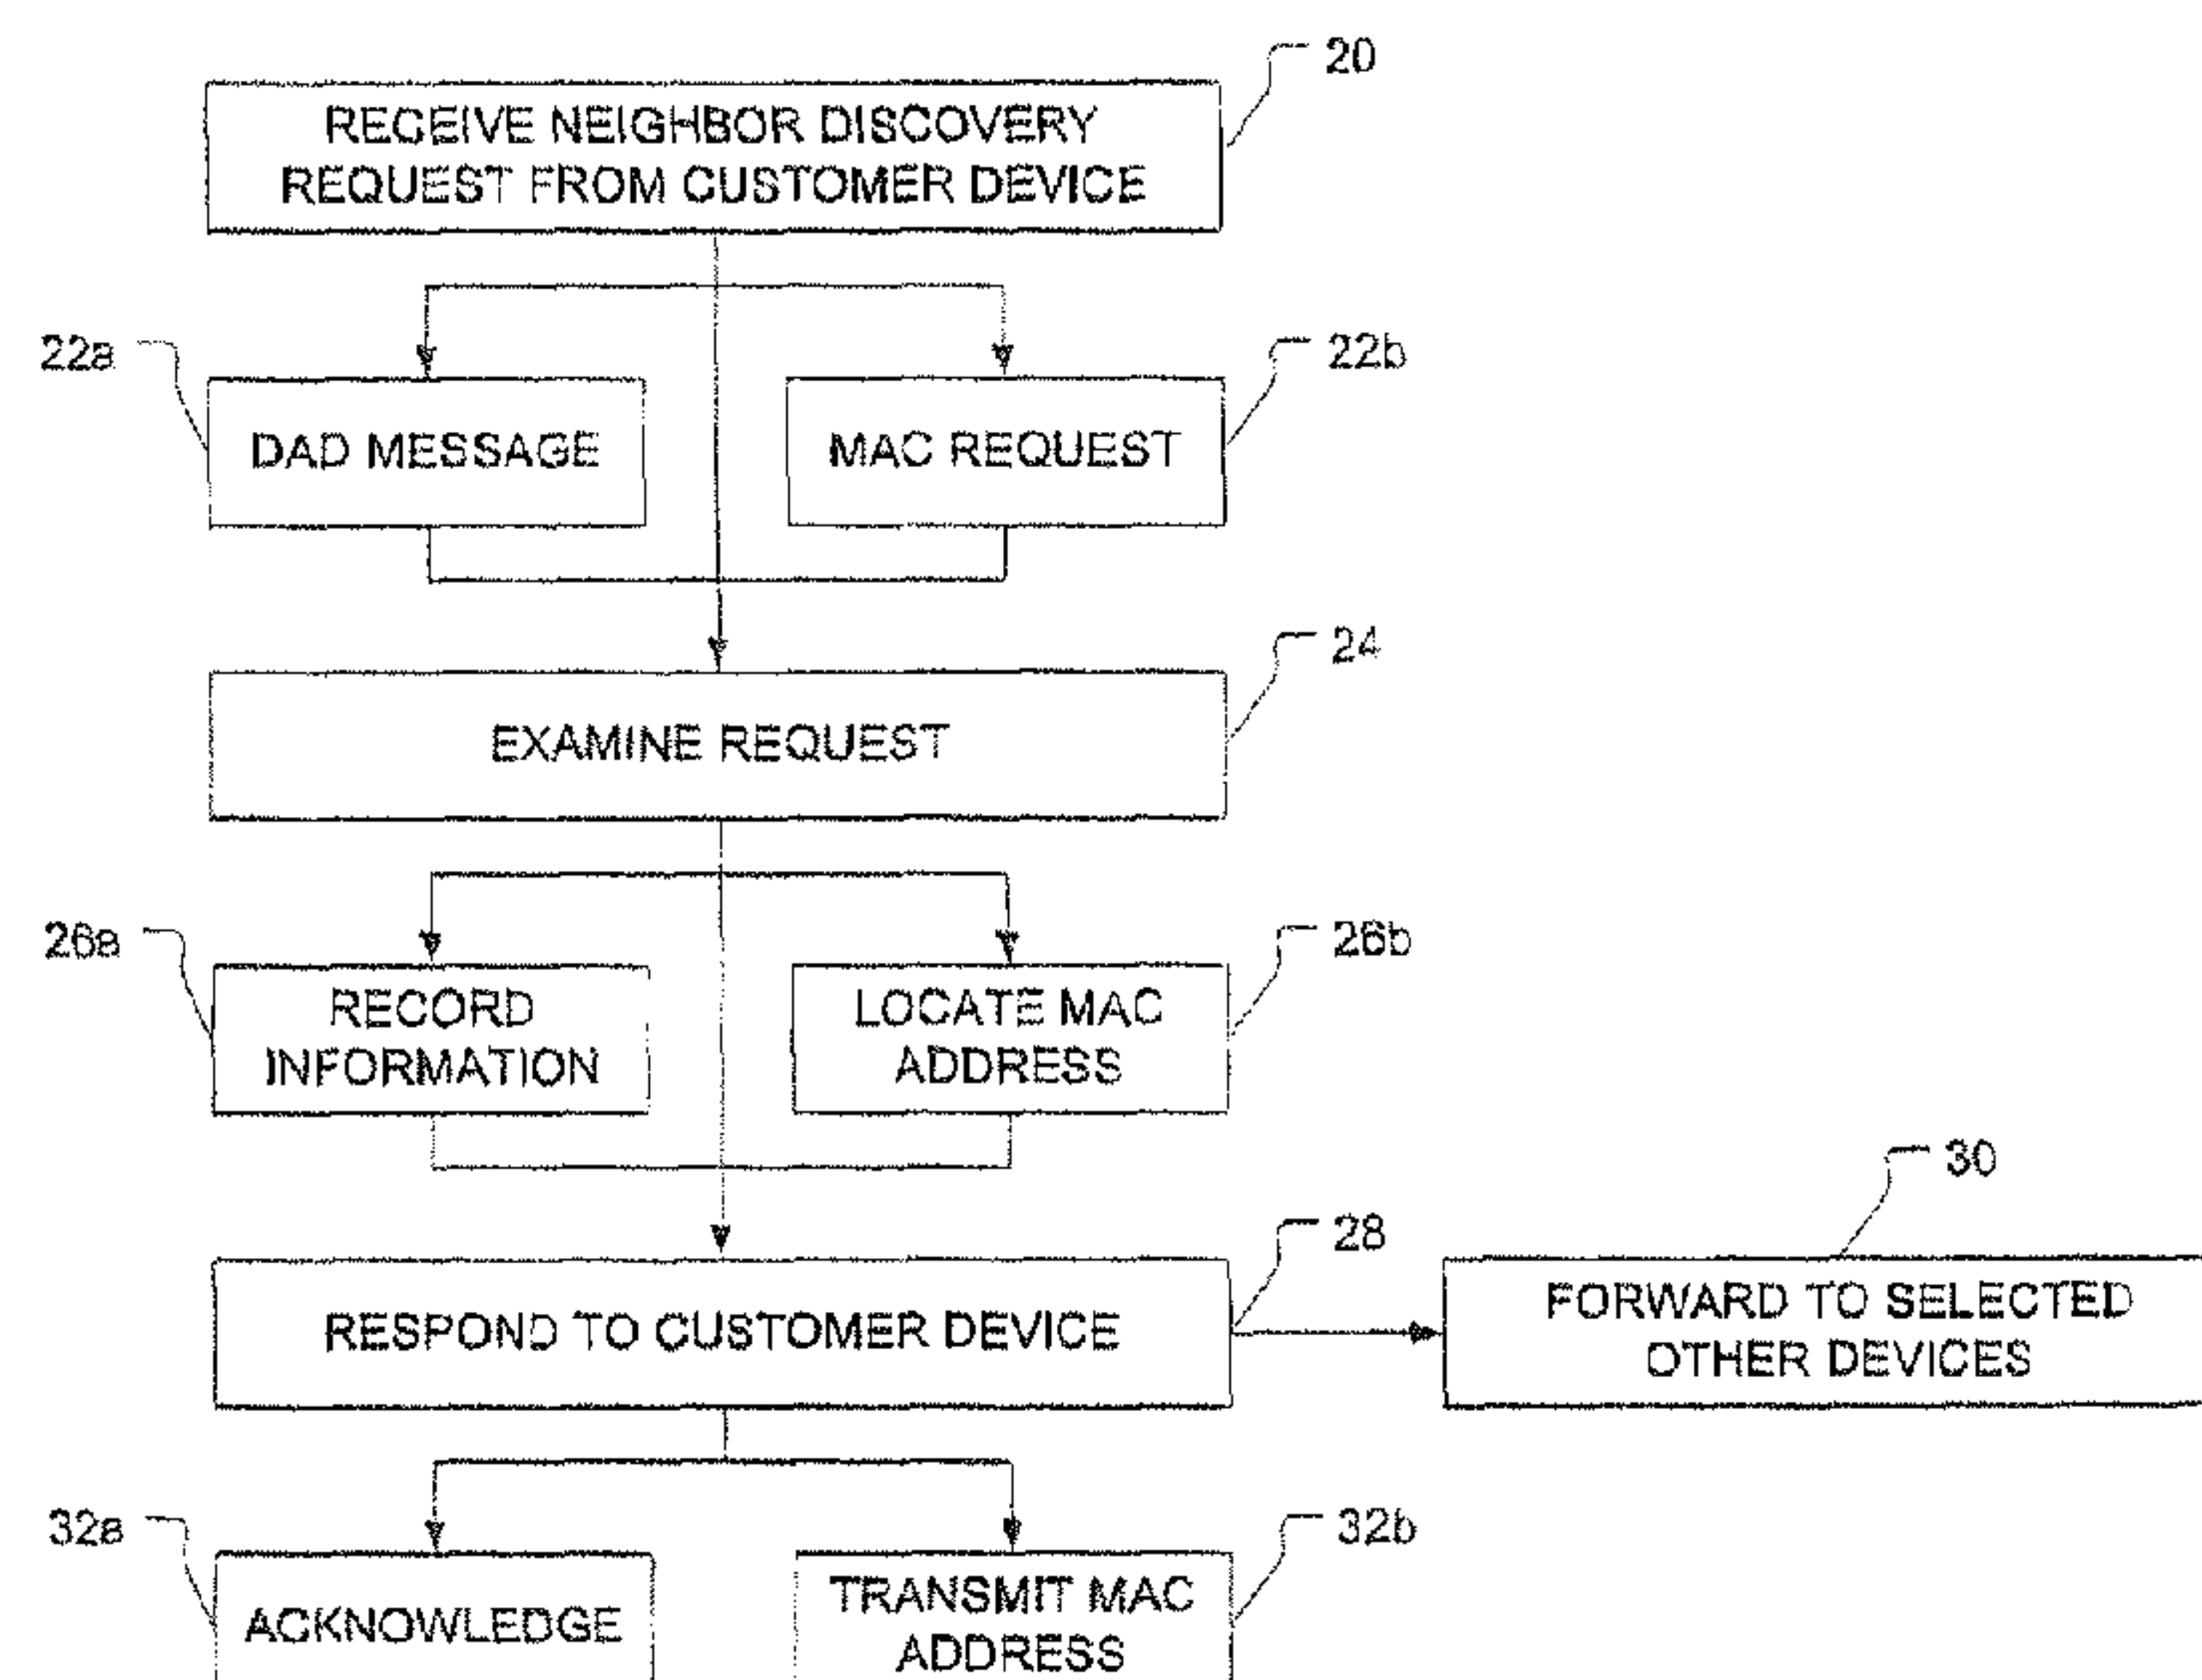 20
RECEIVE NEIGHBOR DISCOVERY
REQUEST FROM CUSTOMER DEVICE
22a
22b
DAD MESSAGE
MAC REQUEST
24
EXAMINE REQUEST
26a
26b
RECORD
INFORMATION
LOCATE MAC
ADDRESS
30
28
RESPOND TO CUSTOMER DEVICE
FORWARD TO SELECTED
OTHER DEVICES
32a
32b
ACKNOWLEDGE
TRANSMIT MAC
ADDRESS